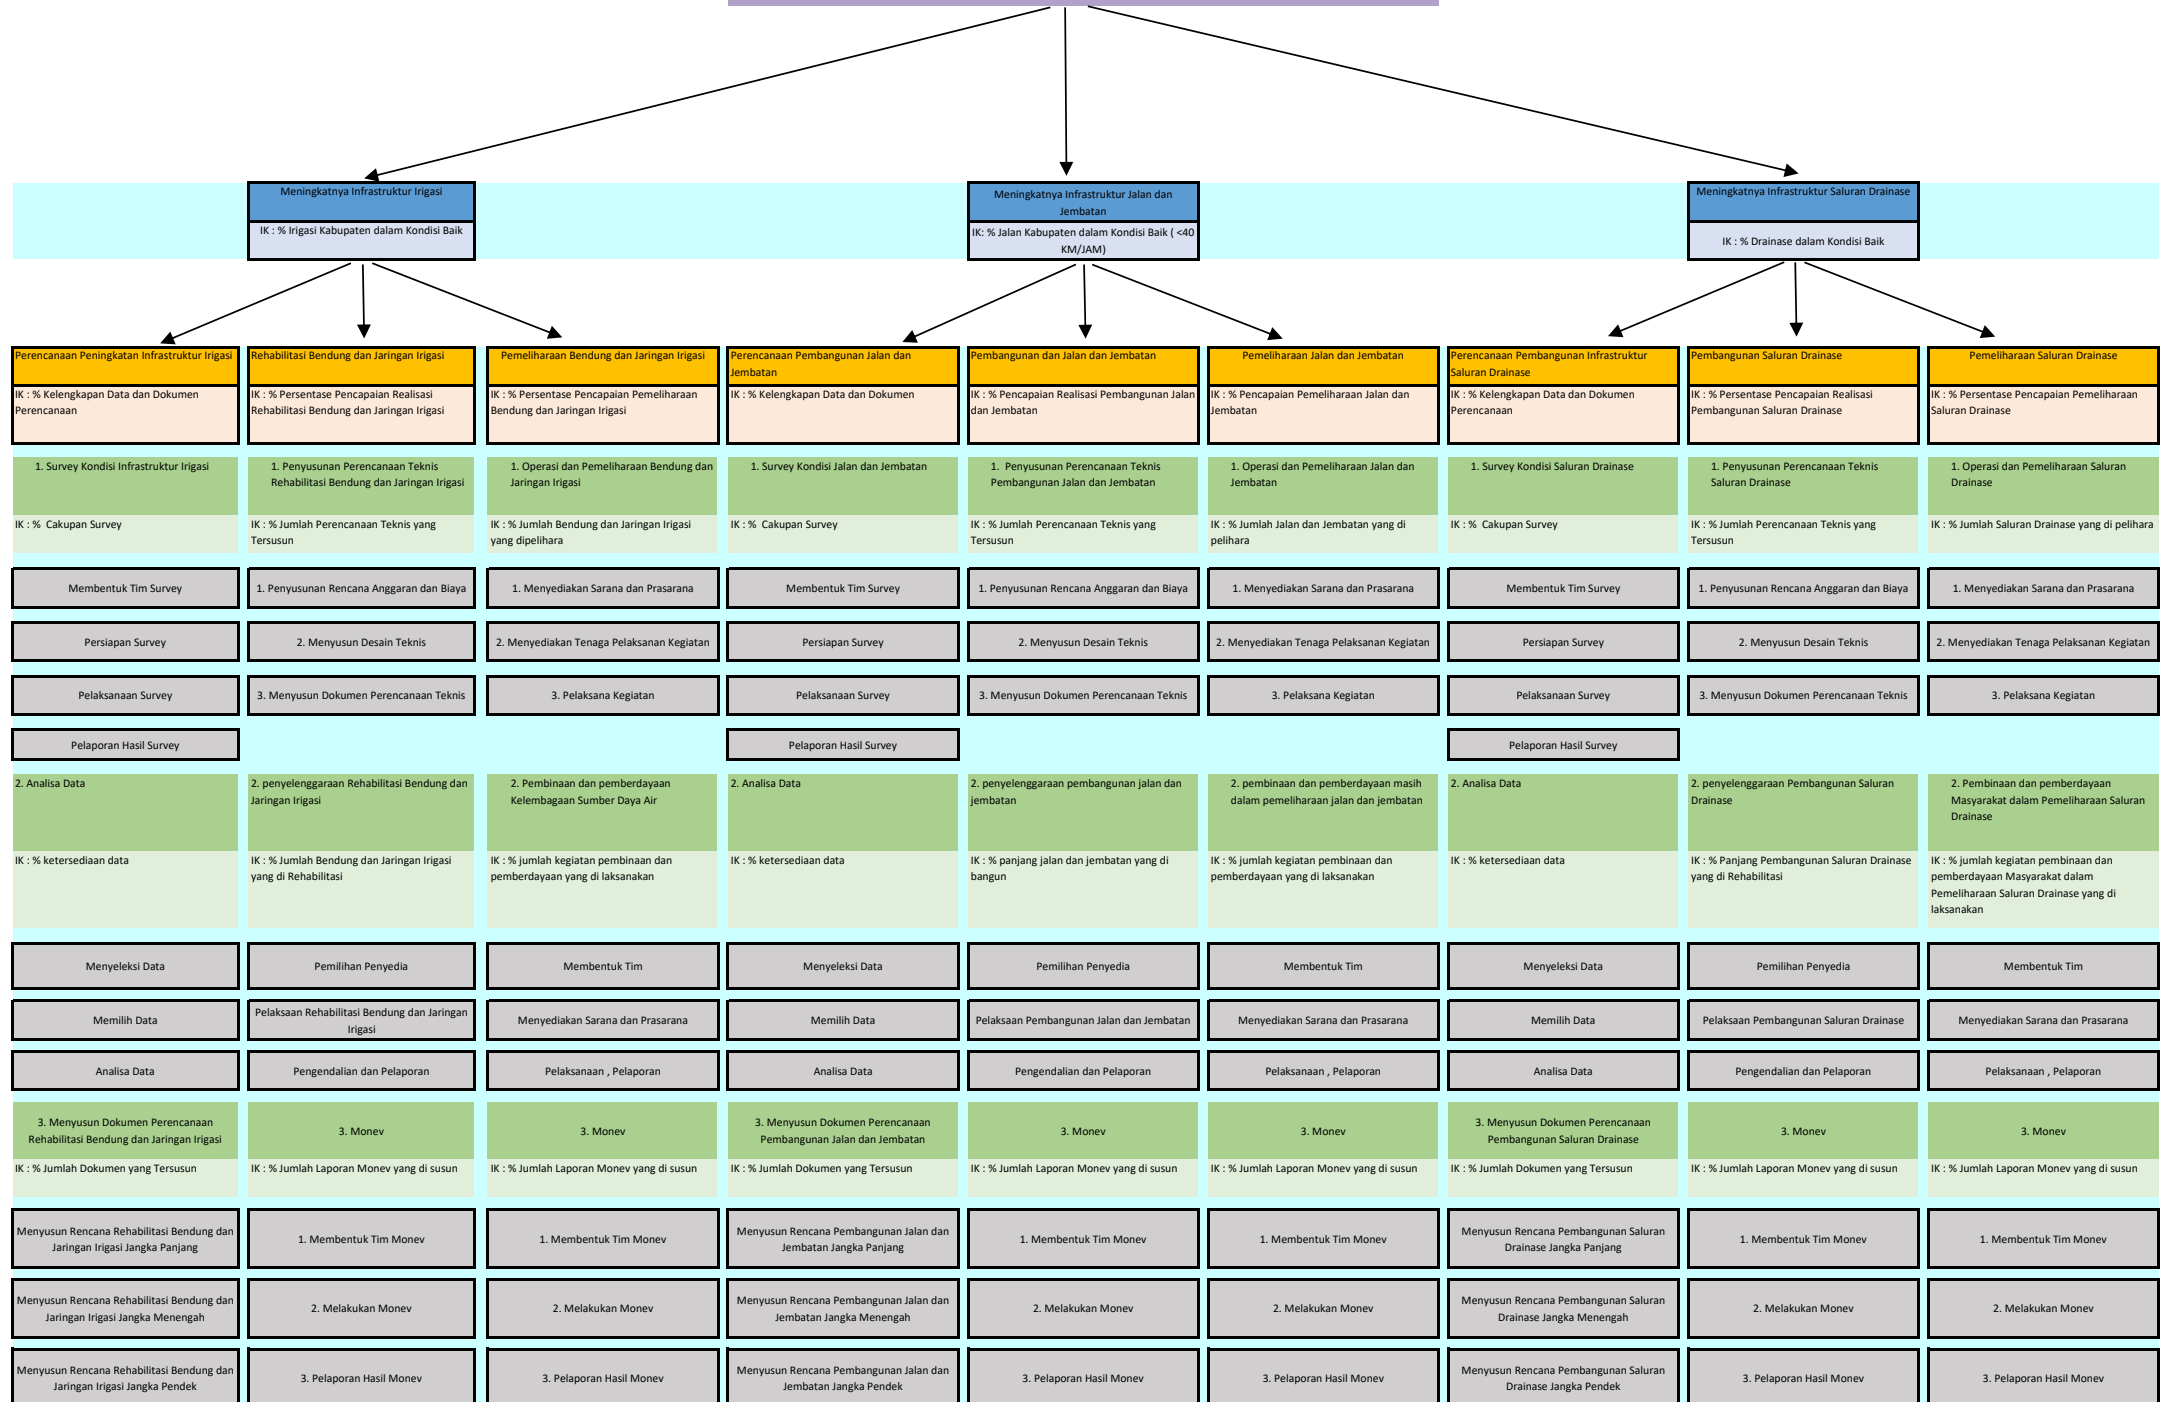 Meningkatnya Infrastruktur Irigasi
IK : % Irigasi Kabupaten dalam Kondisi Baik
Meningkatnya Infrastruktur Jalan dan
Jembatan
IK: % Jalan Kabupaten dalam Kondisi Baik ( <40
KM/JAM)
Meningkatnya Infrastruktur Saluran Drainase
IK : % Drainase dalam Kondisi Baik
Perencanaan Peningkatan Infrastruktur Irigasi
IK : % Kelengkapan Data dan Dokumen
Perencanaan
Rehabilitasi Bendung dan Jaringan Irigasi
IK : % Persentase Pencapaian Realisasi
Rehabilitasi Bendung dan Jaringan Irigasi
Pemeliharaan Bendung dan Jaringan Irigasi
IK : % Persentase Pencapaian Pemeliharaan
Bendung dan Jaringan Irigasi
Perencanaan Pembangunan Jalan dan
Jembatan
IK : % Kelengkapan Data dan Dokumen
Pembangunan dan Jalan dan Jembatan
IK : % Pencapaian Realisasi Pembangunan Jalan
dan Jembatan
Pemeliharaan Jalan dan Jembatan
IK : % Pencapaian Pemeliharaan Jalan dan
Jembatan
Perencanaan Pembangunan Infrastruktur
Saluran Drainase
IK : % Kelengkapan Data dan Dokumen
Perencanaan
Pembangunan Saluran Drainase
IK : % Persentase Pencapaian Realisasi
Pembangunan Saluran Drainase
Pemeliharaan Saluran Drainase
IK : % Persentase Pencapaian Pemeliharaan
Saluran Drainase
1. Survey Kondisi Infrastruktur Irigasi
IK : %  Cakupan Survey
1. Penyusunan Perencanaan Teknis
Rehabilitasi Bendung dan Jaringan Irigasi
IK : % Jumlah Perencanaan Teknis yang
Tersusun
1. Operasi dan Pemeliharaan Bendung dan
Jaringan Irigasi
IK : % Jumlah Bendung dan Jaringan Irigasi
yang dipelihara
1. Survey Kondisi Jalan dan Jembatan
IK : %  Cakupan Survey
1.  Penyusunan Perencanaan Teknis
Pembangunan Jalan dan Jembatan
IK : % Jumlah Perencanaan Teknis yang
Tersusun
1. Operasi dan Pemeliharaan Jalan dan
Jembatan
IK : % Jumlah Jalan dan Jembatan yang di
pelihara
1. Survey Kondisi Saluran Drainase
IK : %  Cakupan Survey
1. Penyusunan Perencanaan Teknis
Saluran Drainase
IK : % Jumlah Perencanaan Teknis yang
Tersusun
1. Operasi dan Pemeliharaan Saluran
Drainase
IK : % Jumlah Saluran Drainase yang di pelihara
Membentuk Tim Survey
1. Penyusunan Rencana Anggaran dan Biaya
1. Menyediakan Sarana dan Prasarana
Membentuk Tim Survey
1. Penyusunan Rencana Anggaran dan Biaya
1. Menyediakan Sarana dan Prasarana
Membentuk Tim Survey
1. Penyusunan Rencana Anggaran dan Biaya
1. Menyediakan Sarana dan Prasarana
Persiapan Survey
2. Menyusun Desain Teknis
2. Menyediakan Tenaga Pelaksanan Kegiatan
Persiapan Survey
2. Menyusun Desain Teknis
2. Menyediakan Tenaga Pelaksanan Kegiatan
Persiapan Survey
2. Menyusun Desain Teknis
2. Menyediakan Tenaga Pelaksanan Kegiatan
Pelaksanaan Survey
3. Menyusun Dokumen Perencanaan Teknis
3. Pelaksana Kegiatan
Pelaksanaan Survey
3. Menyusun Dokumen Perencanaan Teknis
3. Pelaksana Kegiatan
Pelaksanaan Survey
3. Menyusun Dokumen Perencanaan Teknis
3. Pelaksana Kegiatan
Pelaporan Hasil Survey
Pelaporan Hasil Survey
Pelaporan Hasil Survey
2. Analisa Data
IK : % ketersediaan data
2. penyelenggaraan Rehabilitasi Bendung dan
Jaringan Irigasi
IK : % Jumlah Bendung dan Jaringan Irigasi
yang di Rehabilitasi
2. Pembinaan dan pemberdayaan
Kelembagaan Sumber Daya Air
IK : % jumlah kegiatan pembinaan dan
pemberdayaan yang di laksanakan
2. Analisa Data
IK : % ketersediaan data
2. penyelenggaraan pembangunan jalan dan
jembatan
IK : % panjang jalan dan jembatan yang di
bangun
2. pembinaan dan pemberdayaan masih
dalam pemeliharaan jalan dan jembatan
IK : % jumlah kegiatan pembinaan dan
pemberdayaan yang di laksanakan
2. Analisa Data
IK : % ketersediaan data
2. penyelenggaraan Pembangunan Saluran
Drainase
IK : % Panjang Pembangunan Saluran Drainase
yang di Rehabilitasi
2. Pembinaan dan pemberdayaan
Masyarakat dalam Pemeliharaan Saluran
Drainase
IK : % jumlah kegiatan pembinaan dan
pemberdayaan Masyarakat dalam
Pemeliharaan Saluran Drainase yang di
laksanakan
Menyeleksi Data
Pemilihan Penyedia
Membentuk Tim
Menyeleksi Data
Pemilihan Penyedia
Membentuk Tim
Menyeleksi Data
Pemilihan Penyedia
Membentuk Tim
Memilih Data
Pelaksaan Rehabilitasi Bendung dan Jaringan
Irigasi
Menyediakan Sarana dan Prasarana
Memilih Data
Pelaksaan Pembangunan Jalan dan Jembatan
Menyediakan Sarana dan Prasarana
Memilih Data
Pelaksaan Pembangunan Saluran Drainase
Menyediakan Sarana dan Prasarana
Analisa Data
Pengendalian dan Pelaporan
Pelaksanaan , Pelaporan
Analisa Data
Pengendalian dan Pelaporan
Pelaksanaan , Pelaporan
Analisa Data
Pengendalian dan Pelaporan
Pelaksanaan , Pelaporan
3. Menyusun Dokumen Perencanaan
Rehabilitasi Bendung dan Jaringan Irigasi
IK : % Jumlah Dokumen yang Tersusun
3. Monev
IK : % Jumlah Laporan Monev yang di susun
3. Monev
IK : % Jumlah Laporan Monev yang di susun
3. Menyusun Dokumen Perencanaan
Pembangunan Jalan dan Jembatan
IK : % Jumlah Dokumen yang Tersusun
3. Monev
IK : % Jumlah Laporan Monev yang di susun
3. Monev
IK : % Jumlah Laporan Monev yang di susun
3. Menyusun Dokumen Perencanaan
Pembangunan Saluran Drainase
IK : % Jumlah Dokumen yang Tersusun
3. Monev
IK : % Jumlah Laporan Monev yang di susun
3. Monev
IK : % Jumlah Laporan Monev yang di susun
Menyusun Rencana Rehabilitasi Bendung dan
Jaringan Irigasi Jangka Panjang
1. Membentuk Tim Monev
1. Membentuk Tim Monev
Menyusun Rencana Pembangunan Jalan dan
Jembatan Jangka Panjang
1. Membentuk Tim Monev
1. Membentuk Tim Monev
Menyusun Rencana Pembangunan Saluran
Drainase Jangka Panjang
1. Membentuk Tim Monev
1. Membentuk Tim Monev
Menyusun Rencana Rehabilitasi Bendung dan
Jaringan Irigasi Jangka Menengah
2. Melakukan Monev
2. Melakukan Monev
Menyusun Rencana Pembangunan Jalan dan
Jembatan Jangka Menengah
2. Melakukan Monev
2. Melakukan Monev
Menyusun Rencana Pembangunan Saluran
Drainase Jangka Menengah
2. Melakukan Monev
2. Melakukan Monev
Menyusun Rencana Rehabilitasi Bendung dan
Jaringan Irigasi Jangka Pendek
3. Pelaporan Hasil Monev
3. Pelaporan Hasil Monev
Menyusun Rencana Pembangunan Jalan dan
Jembatan Jangka Pendek
3. Pelaporan Hasil Monev
3. Pelaporan Hasil Monev
Menyusun Rencana Pembangunan Saluran
Drainase Jangka Pendek
3. Pelaporan Hasil Monev
3. Pelaporan Hasil Monev